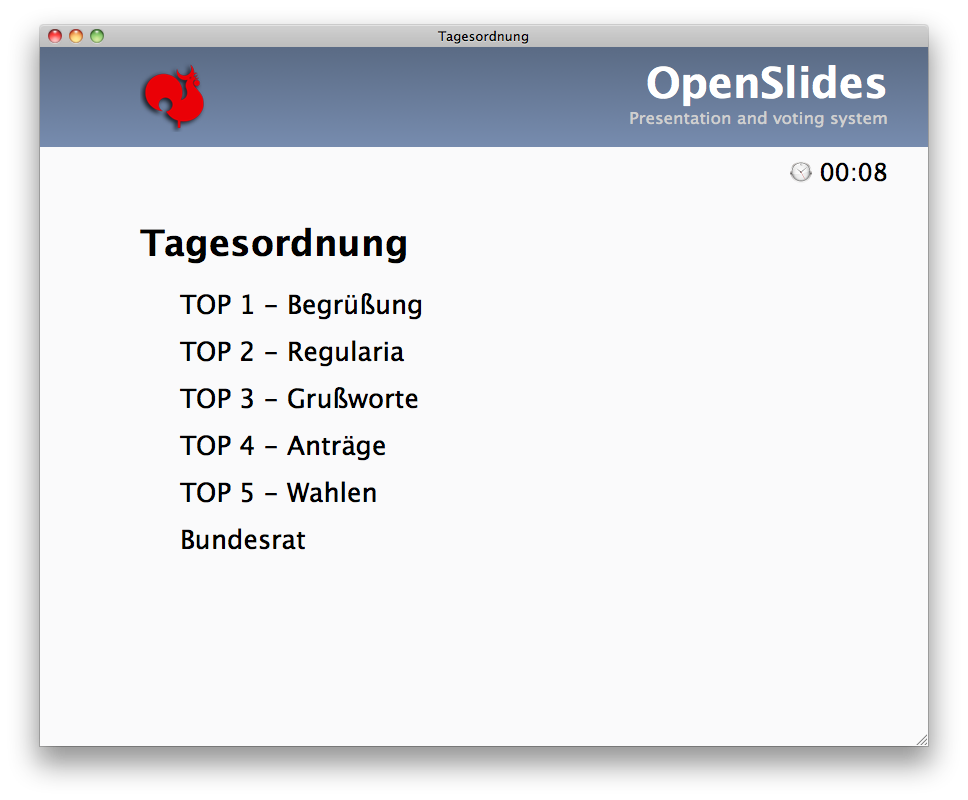 Tagesordnung
OpenSlides
Presentation and voting system
00:08
Tagesordnung
TOP 1 – Begrüßung
TOP 2 – Regularia
TOP 3 – Grußworte
TOP 4 – Anträge
TOP 5 – Wahlen
Bundesrat